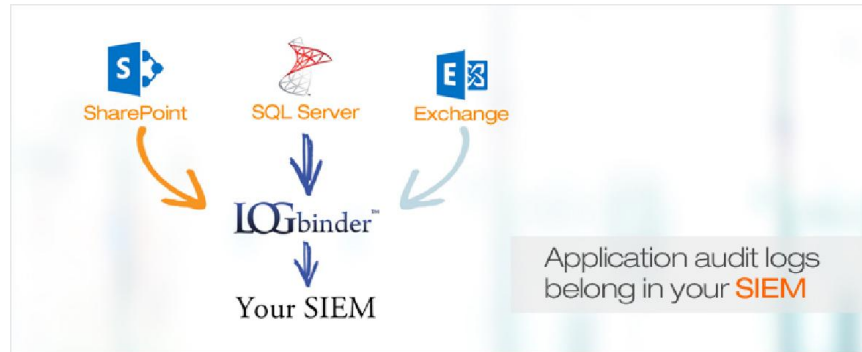 S
E
SharePoint
SQL Server
Exchange
LOGbinder™
Your SIEM
Application audit logs
belong in your SIEM